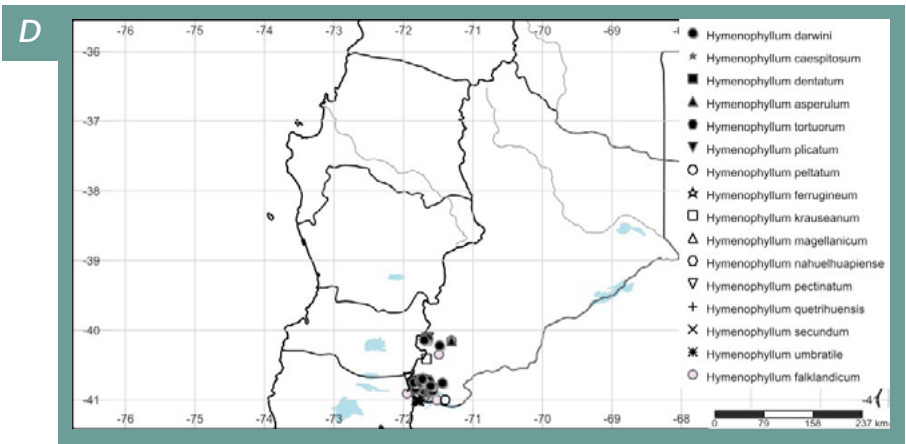 D
-76 -75 -74 -73 -72 -71 -70 -69
-36
-37
-38
-39
-40
-41 -41
-76 -75 -74 -73 -72 -71 -70 -69 -68
Hymenophyllum darwini
Hymenophyllum caespitosum
Hymenophyllum dentatum
Hymenophyllum asperulum
Hymenophyllum tortuorum
Hymenophyllum plicatum
Hymenophyllum peltatum
Hymenophyllum ferrugineum
Hymenophyllum krauseanum
Hymenophyllum magellanicum
Hymenophyllum nahuelhuapiense
Hymenophyllum pectinatum
Hymenophyllum quetrihuensis
Hymenophyllum secundum
Hymenophyllum umbratile
Hymenophyllum falklandicum
0 79 158 237 km